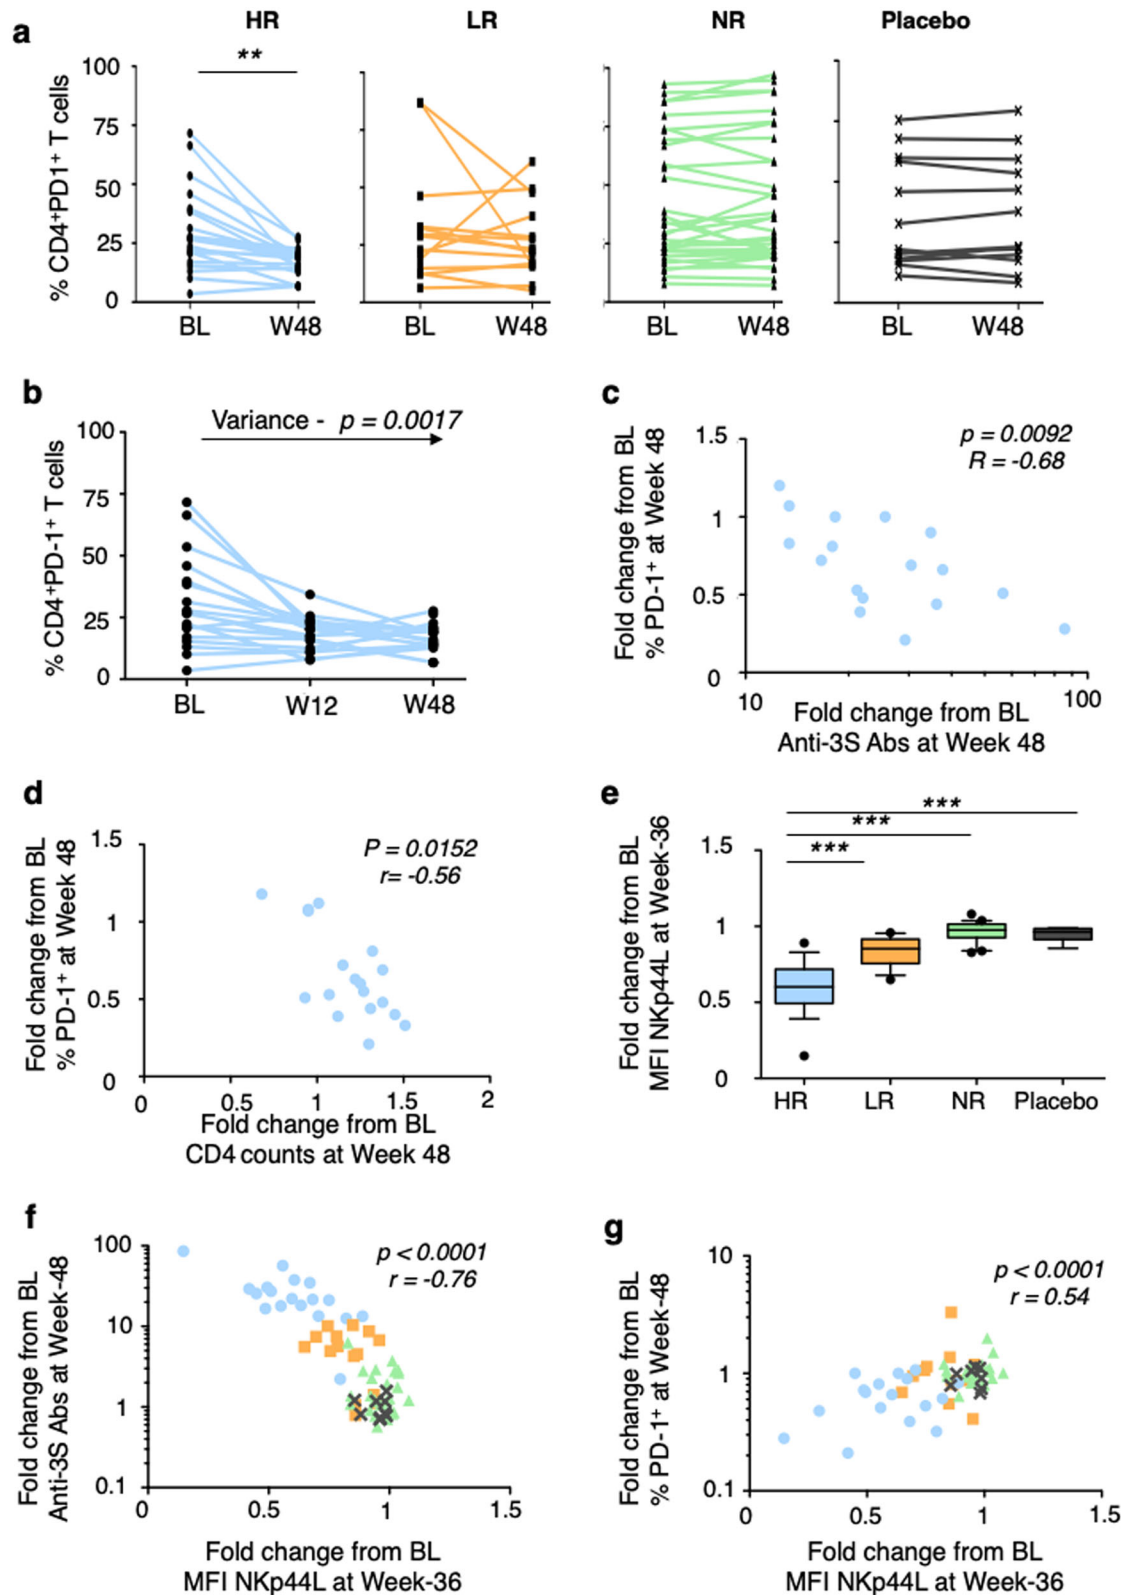 a
HR
LR
NR
Placebo
**
% CD4⁺PD1⁺ T cells
100
75
50
25
0
BL
W48
BL
W48
BL
W48
BL
W48
b
Variance - p = 0.0017
% CD4⁺PD-1⁺ T cells
100
75
50
25
0
BL
W12
W48
c
p = 0.0092
R = -0.68
Fold change from BL
% PD-1⁺ at Week 48
1.5
1
0.5
0
10
100
Fold change from BL
Anti-3S Abs at Week 48
d
P = 0.0152
r= -0.56
Fold change from BL
% PD-1⁺ at Week 48
1.5
1
0.5
0
0
0.5
1
1.5
2
Fold change from BL
CD4 counts at Week 48
e
***
***
***
Fold change from BL
MFI NKp44L at Week-36
1.5
1
0.5
0
HR
LR
NR
Placebo
f
p < 0.0001
r = -0.76
Fold change from BL
Anti-3S Abs at Week-48
100
10
1
0.1
0
0.5
1
1.5
Fold change from BL
MFI NKp44L at Week-36
g
p < 0.0001
r = 0.54
Fold change from BL
% PD-1⁺ at Week-48
10
1
0.1
0
0.5
1
1.5
Fold change from BL
MFI NKp44L at Week-36